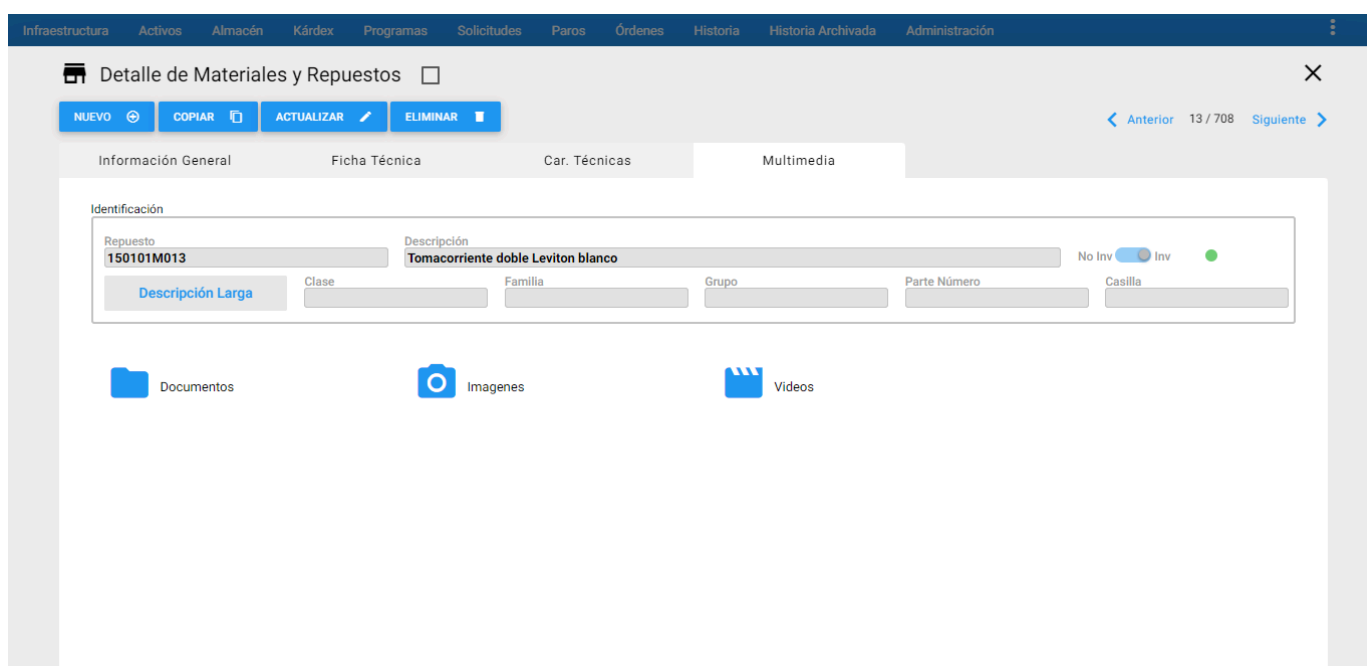 Infraestructura Activos Almacén Kárdex Programas Solicitudes Paros Órdenes Historia Historia Archivada Administración
Detalle de Materiales y Repuestos
NUEVO COPIAR ACTUALIZAR ELIMINAR Anterior 13 / 708 Siguiente
Información General Ficha Técnica Car. Técnicas Multimedia
Identificación
Repuesto Descripción
150101M013 Tomacorriente doble Leviton blanco No Inv Inv
Descripción Larga Clase Familia Grupo Parte Número Casilla
Documentos Imagenes Videos